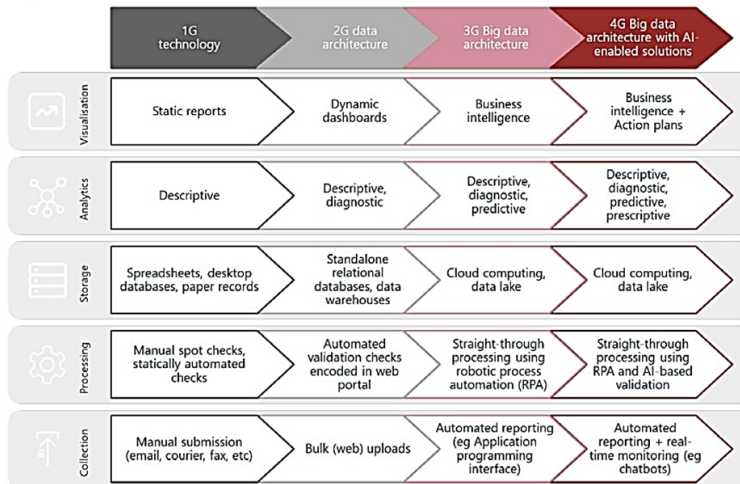 1G
technology
2G data
architecture
3G Big data
architecture
4G Big data
architecture with AI-
enabled solutions
Visualisation
Static reports
Dynamic
dashboards
Business
intelligence
Business
intelligence +
Action plans
Analytics
Descriptive
Descriptive,
diagnostic
Descriptive,
diagnostic,
predictive
Descriptive,
diagnostic,
predictive,
prescriptive
Storage
Spreadsheets, desktop
databases, paper records
Standalone
relational
databases, data
warehouses
Cloud computing,
data lake
Cloud computing,
data lake
Processing
Manual spot checks,
statically automated
checks
Automated
validation checks
encoded in web
portal
Straight-through
processing using
robotic process
automation (RPA)
Straight-through
processing using
RPA and AI-based
validation
Collection
Manual submission
(email, courier, fax, etc)
Bulk (web) uploads
Automated reporting
(eg Application
programming
interface)
Automated
reporting + real-
time monitoring (eg
chatbots)